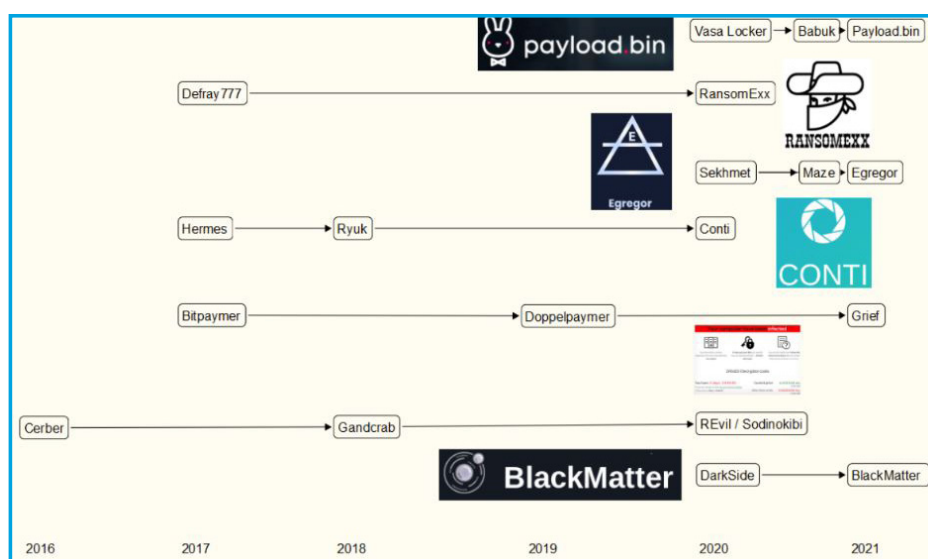 payload.bin
Vasa Locker
Babuk
Payload.bin
Defray777
RansomExx
RANSOMEXX
E
Egregor
Sekhmet
Maze
Egregor
Hermes
Ryuk
Conti
CONTI
Bitpaymer
Doppelpaymer
Grief
Cerber
Gandcrab
REvil / Sodinokibi
BlackMatter
DarkSide
BlackMatter
2016 2017 2018 2019 2020 2021